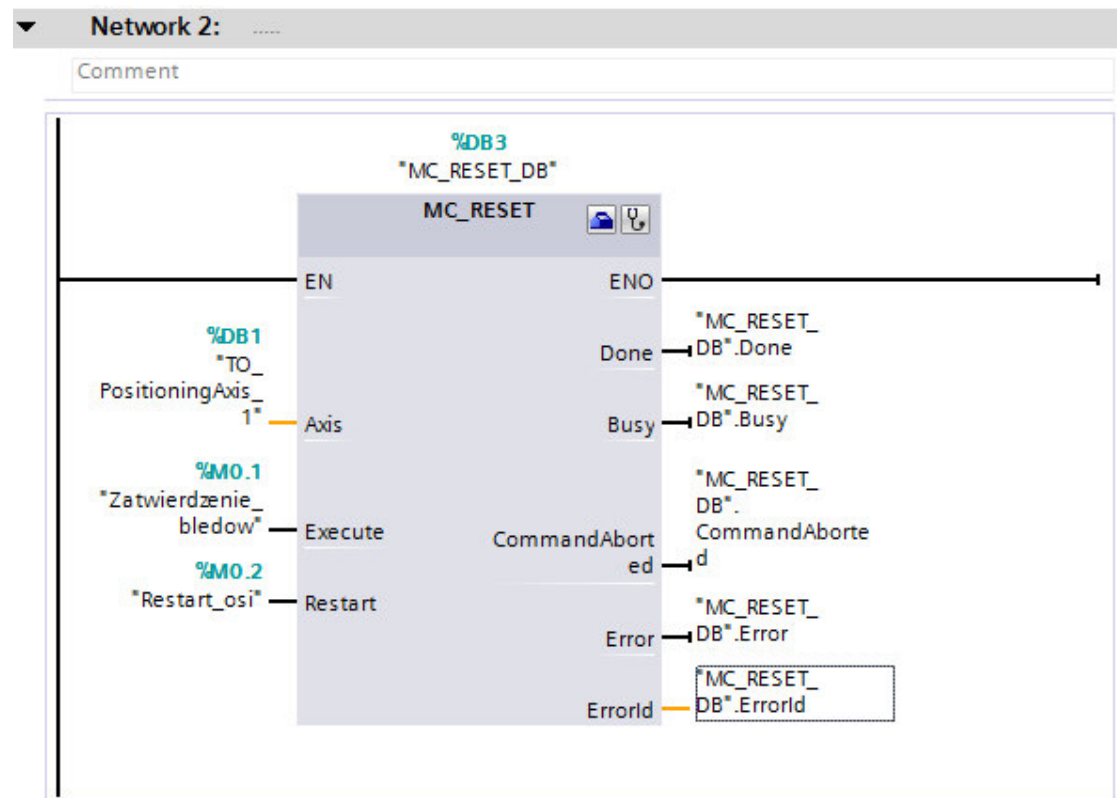 Network 2: .....
Comment
%DB3
"MC_RESET_DB"
MC_RESET
EN
ENO
%DB1
"TO_
PositioningAxis_
1"
Axis
%M0.1
"Zatwierdzenie_
bledow"
Execute
%M0.2
"Restart_osi"
Restart
Done
"MC_RESET_
DB".Done
Busy
"MC_RESET_
DB".Busy
CommandAbort
ed
"MC_RESET_
DB".
CommandAborte
d
Error
"MC_RESET_
DB".Error
ErrorId
"MC_RESET_
DB".ErrorId